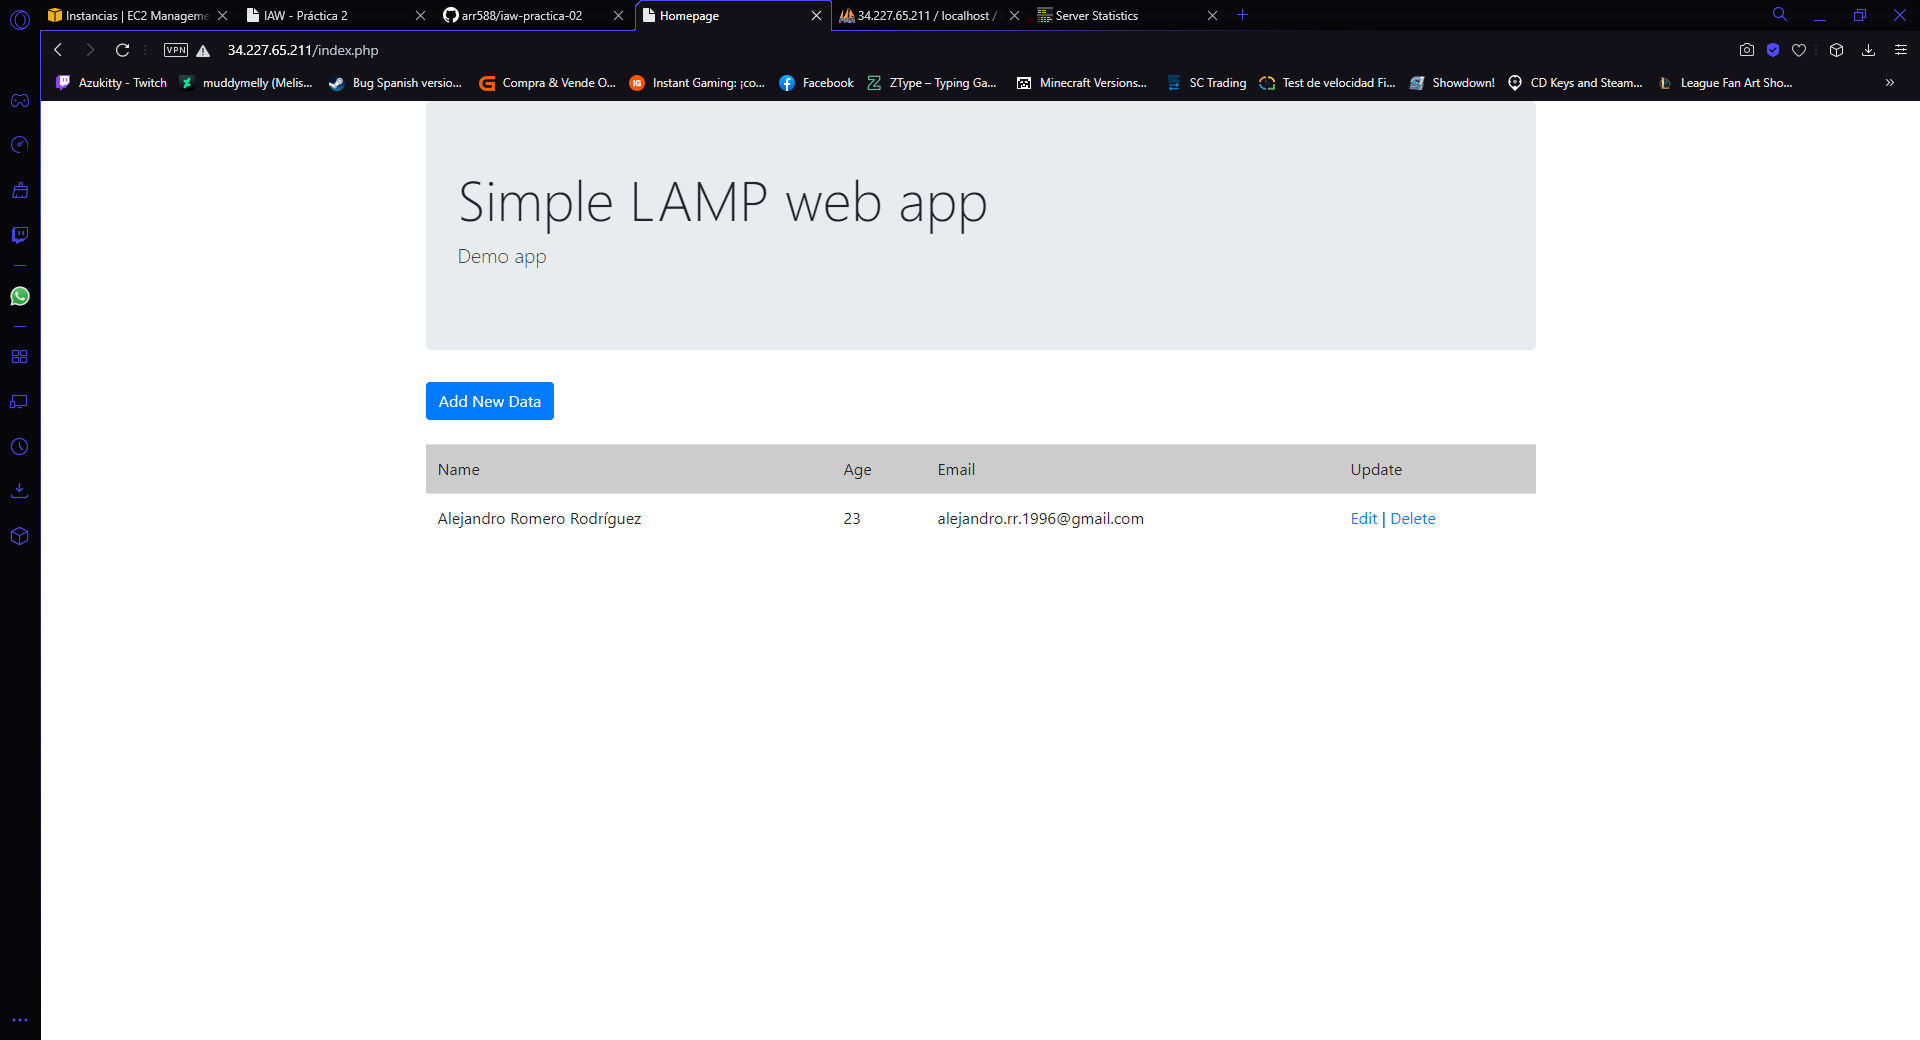 Instancias | EC2 Manageme
IAW - Práctica 2
arr588/iaw-practica-02
Homepage
34.227.65.211 / localhost /
Server Statistics
VPN
34.227.65.211/index.php
Azukitty - Twitch
muddymelly (Melis...
Bug Spanish versio...
Compra & Vende O...
Instant Gaming: ¡co...
Facebook
ZType – Typing Ga...
Minecraft Versions...
SC Trading
Test de velocidad Fi...
Showdown!
CD Keys and Steam...
League Fan Art Sho...
Simple LAMP web app
Demo app
Add New Data
Name Age Email Update
Alejandro Romero Rodríguez 23 alejandro.rr.1996@gmail.com Edit | Delete